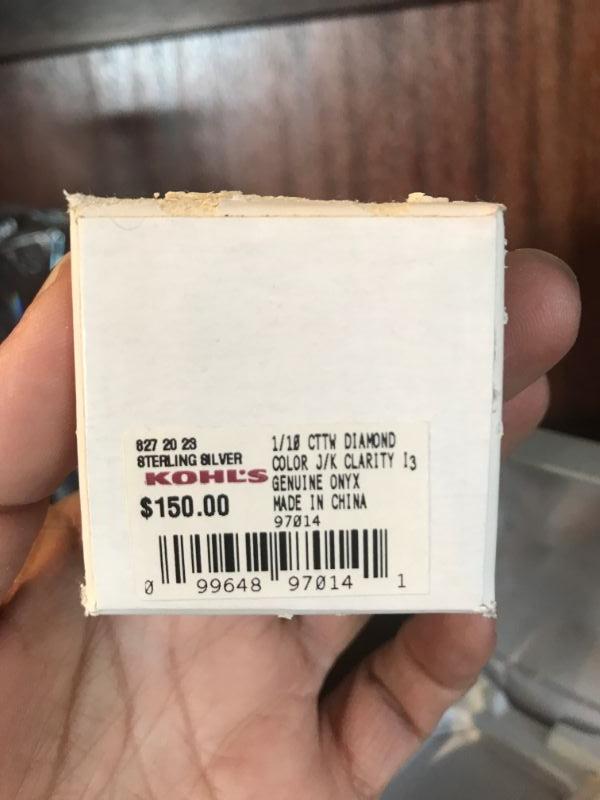 827 20 23
STERLING SILVER
KOHL'S
$150.00
1/10 CTTW DIAMOND
COLOR J/K CLARITY I3
GENUINE ONYX
MADE IN CHINA
97014
0 99648 97014 1